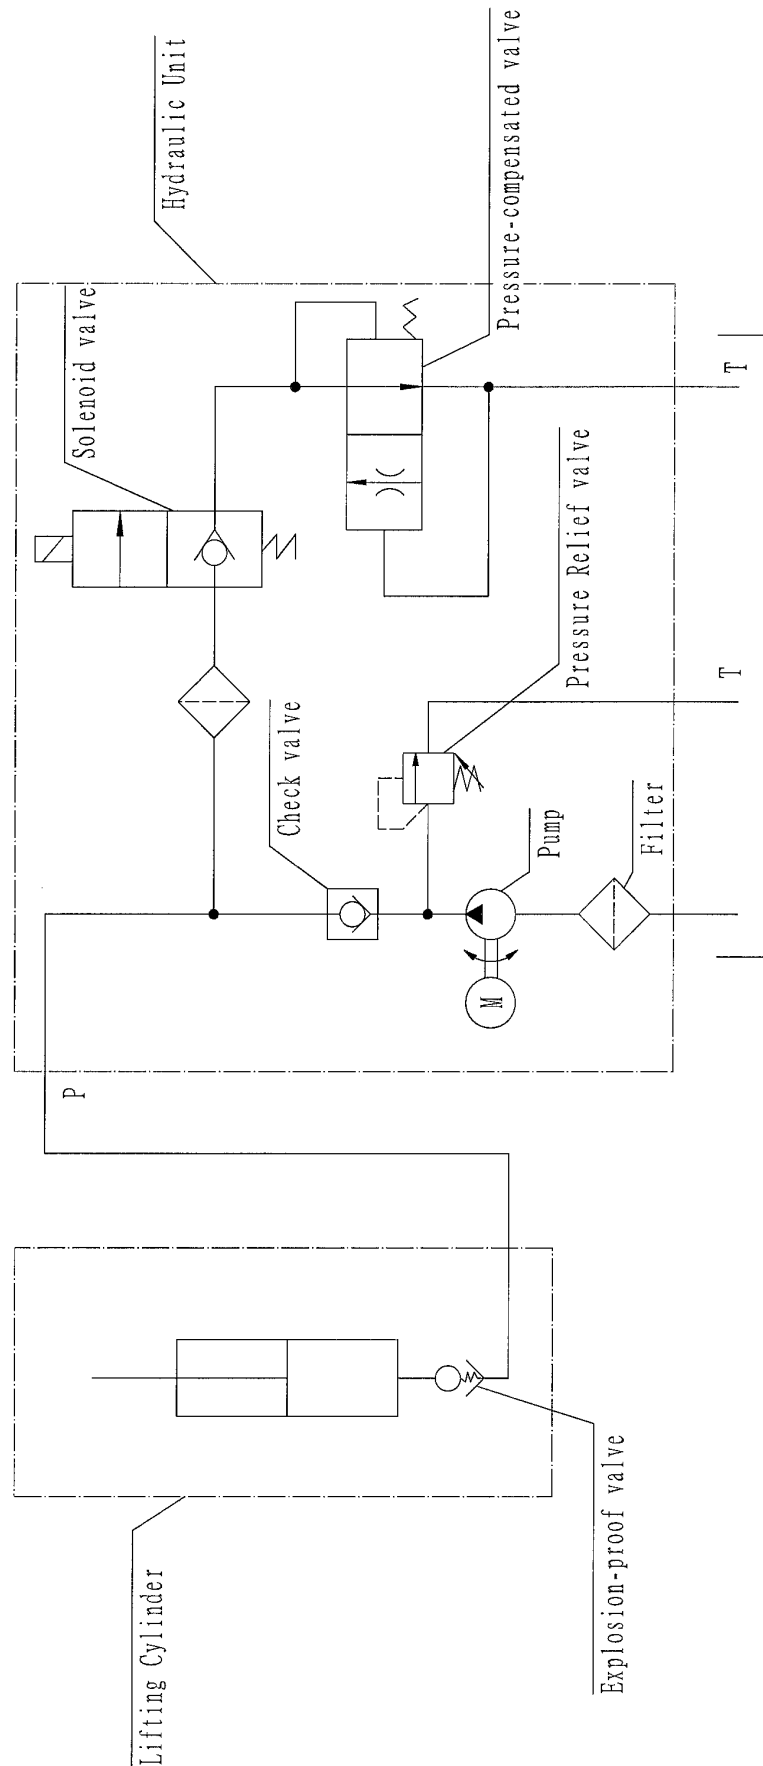 Hydraulic Unit
Solenoid valve
Pressure-compensated valve
T
Pressure Relief valve
T
Check valve
Pump
Filter
M
P
Lifting Cylinder
Explosion-proof valve